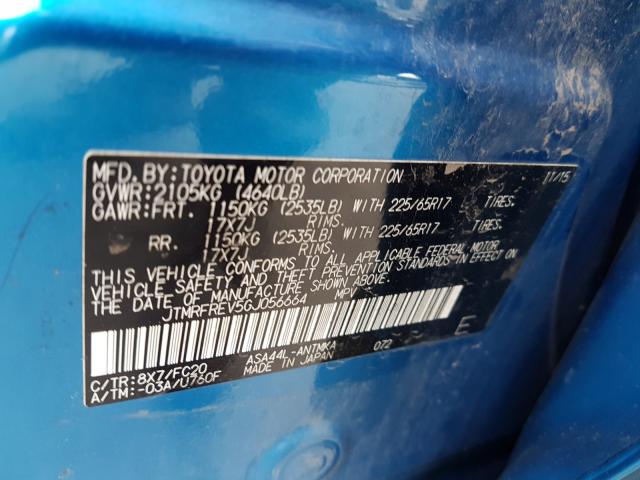 MFD. BY: TOYOTA MOTOR CORPORATION 11/15
GVWR: 2105KG (4640LB)
GAWR: FRT. 1150KG (2535LB) WITH 225/65R17 TIRES.
17X7J RIMS.
RR. 1150KG (2535LB) WITH 225/65R17 TIRES.
17X7J RIMS.
THIS VEHICLE CONFORMS TO ALL APPLICABLE FEDERAL MOTOR
VEHICLE SAFETY AND THEFT PREVENTION STANDARDS IN EFFECT ON
THE DATE OF MANUFACTURE SHOWN ABOVE.
JTMRFREV5GJ056664 MPV
E
ASA44L-ANTMKA 072
C/TR: 8X7/FC20 MADE IN JAPAN
A/TM: -03A/U760F